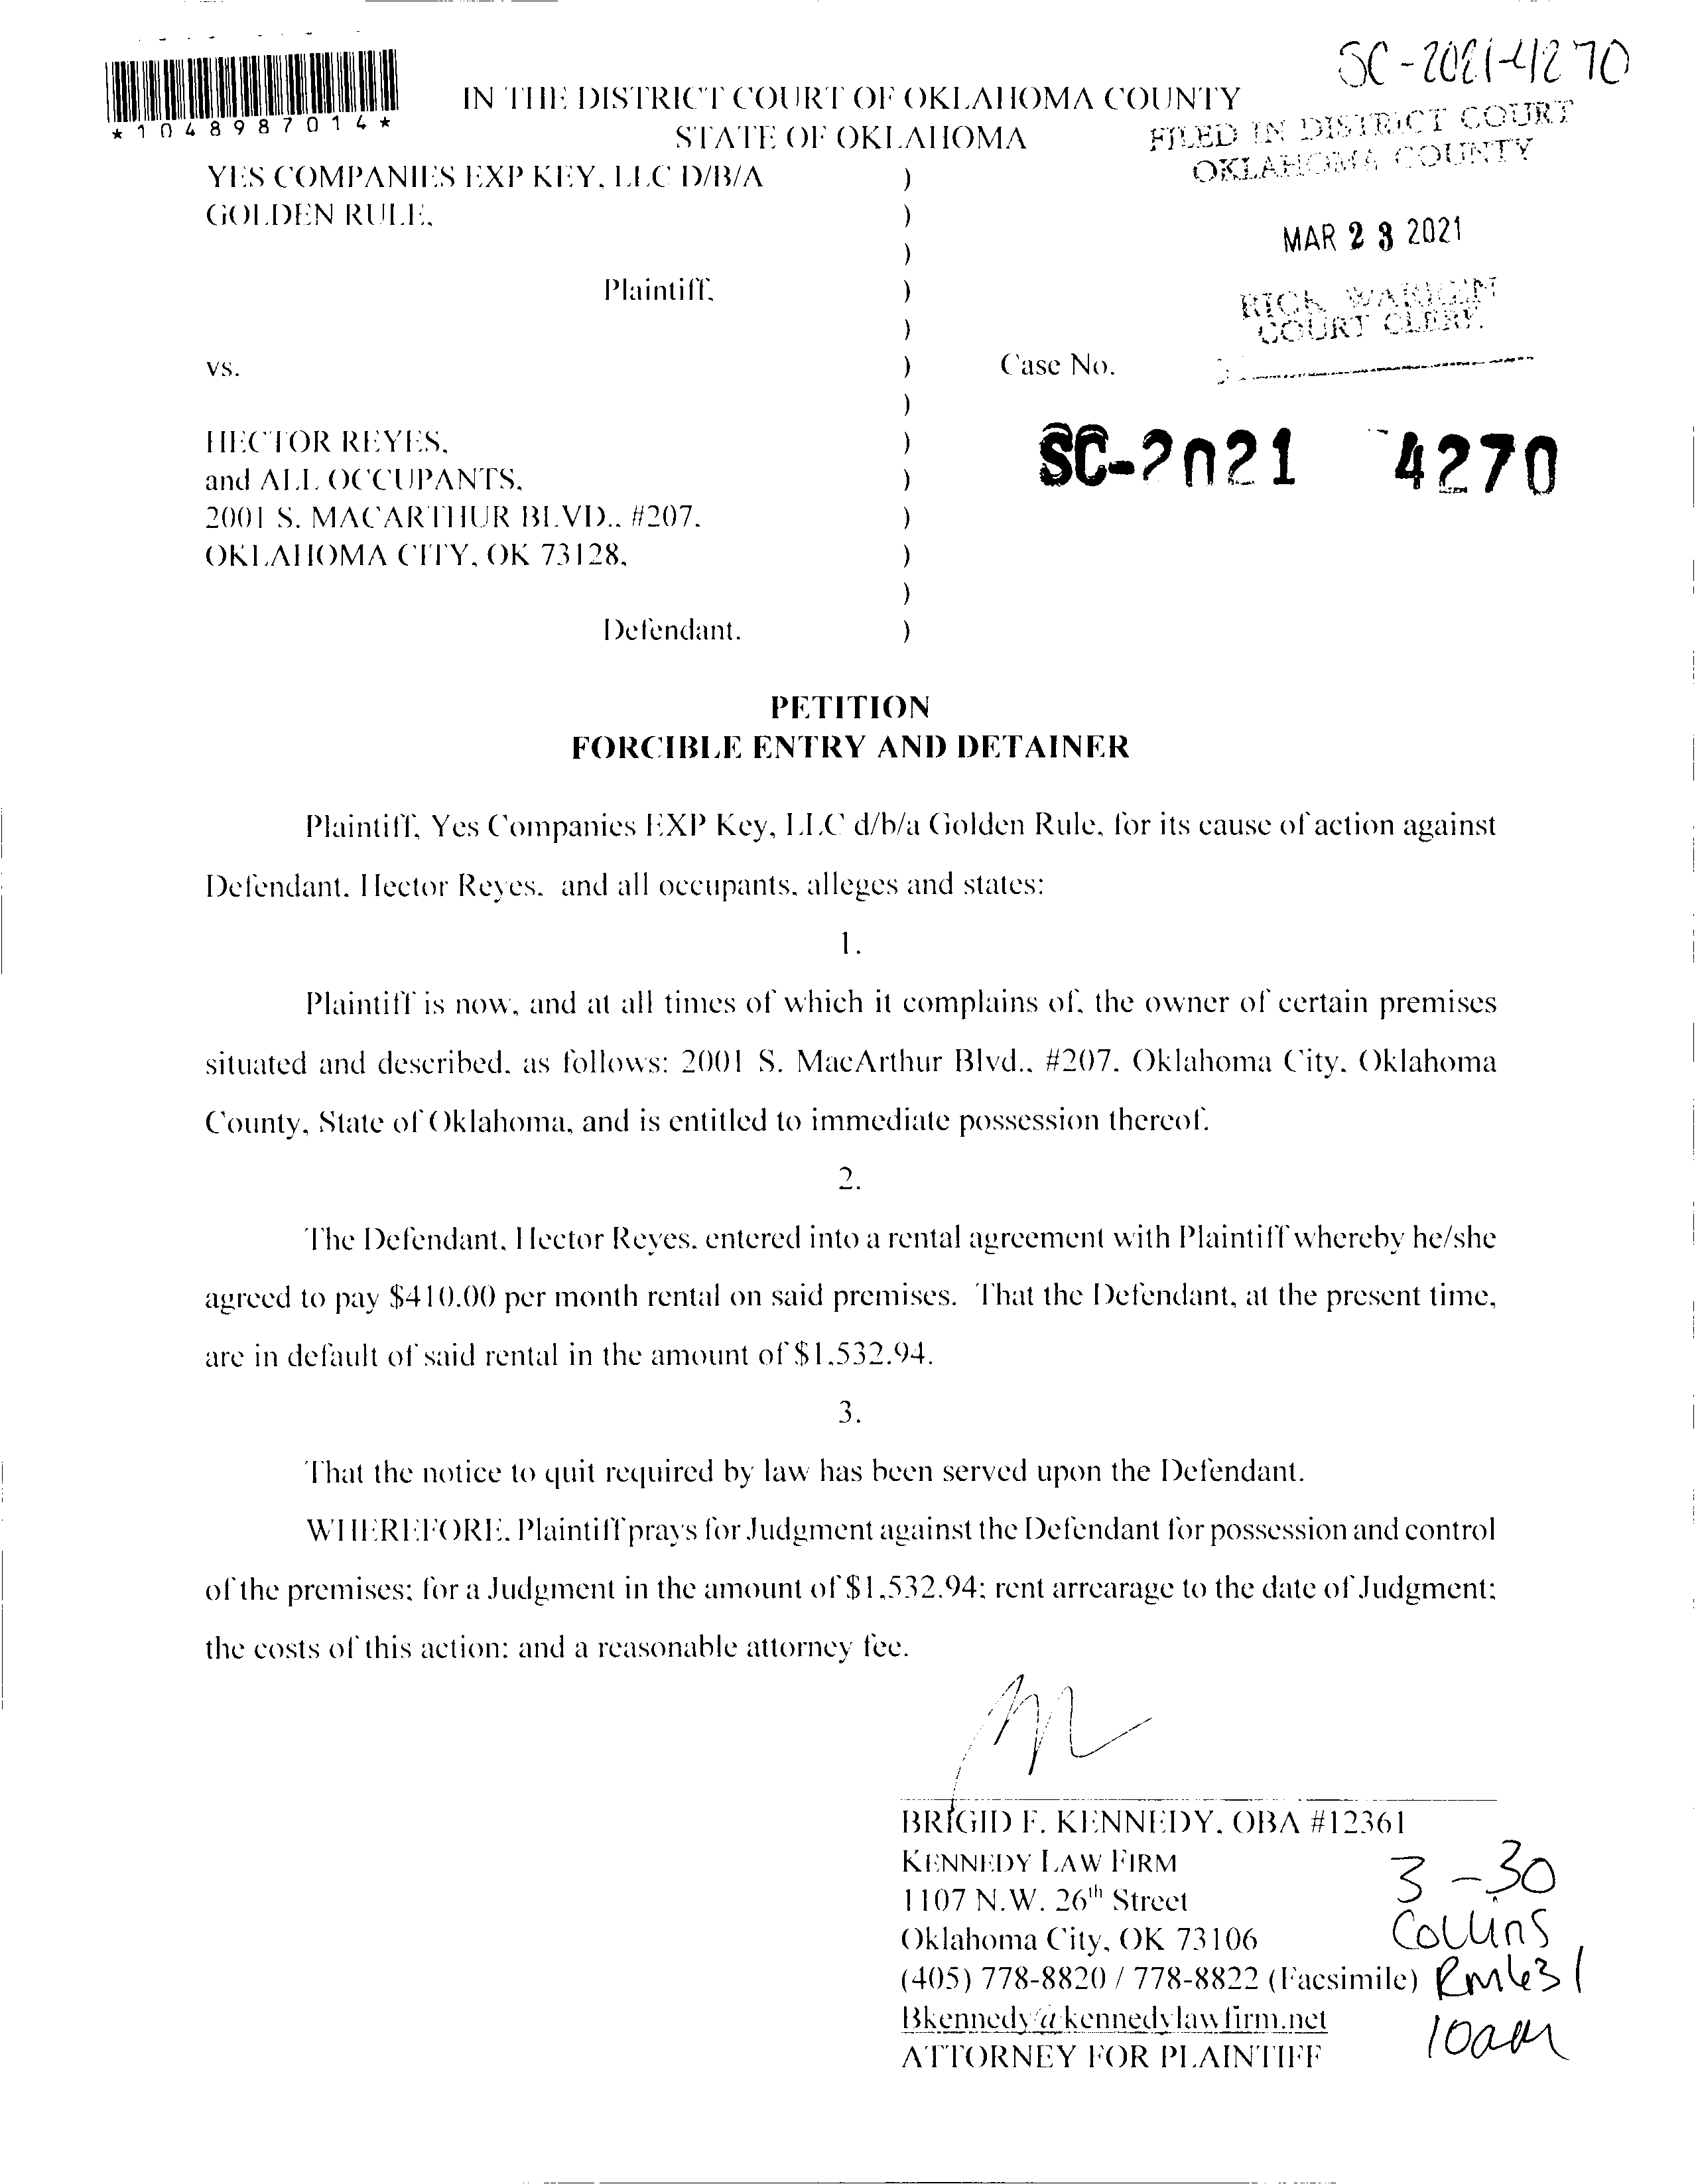 SC-2021-4270
*1048987014*
IN THE DISTRICT COURT OF OKLAHOMA COUNTY
STATE OF OKLAHOMA
FILED IN DISTRICT COURT
OKLAHOMA COUNTY
YES COMPANIES EXP KEY, LLC D/B/A )
GOLDEN RULE, )
)
MAR 23 2021
Plaintiff, )
RICK WARREN
COURT CLERK
)
vs. ) Case No.
)
HECTOR REYES, ) SC-2021 4270
and ALL OCCUPANTS, )
2001 S. MACARTHUR BLVD., #207, )
OKLAHOMA CITY, OK 73128, )
)
Defendant. )
PETITION
FORCIBLE ENTRY AND DETAINER
Plaintiff, Yes Companies EXP Key, LLC d/b/a Golden Rule, for its cause of action against
Defendant, Hector Reyes, and all occupants, alleges and states:
1.
Plaintiff is now, and at all times of which it complains of, the owner of certain premises
situated and described, as follows: 2001 S. MacArthur Blvd., #207, Oklahoma City, Oklahoma
County, State of Oklahoma, and is entitled to immediate possession thereof.
2.
The Defendant, Hector Reyes, entered into a rental agreement with Plaintiff whereby he/she
agreed to pay $410.00 per month rental on said premises. That the Defendant, at the present time,
are in default of said rental in the amount of $1,532.94.
3.
That the notice to quit required by law has been served upon the Defendant.
WHEREFORE, Plaintiff prays for Judgment against the Defendant for possession and control
of the premises; for a Judgment in the amount of $1,532.94; rent arrearage to the date of Judgment;
the costs of this action; and a reasonable attorney fee.
BRIGID F. KENNEDY, OBA #12361
KENNEDY LAW FIRM
1107 N.W. 26th Street
Oklahoma City, OK 73106
(405) 778-8820 / 778-8822 (Facsimile)
Bkennedy@kennedylawfirm.net
ATTORNEY FOR PLAINTIFF
3-30
Collins
Rm 631
10am